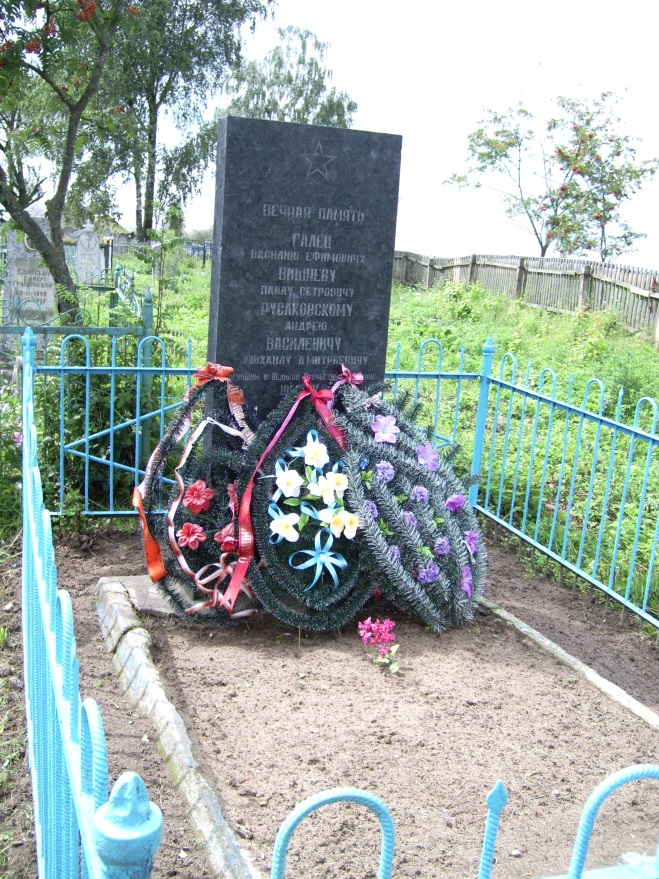 ВЕЧНАЯ ПАМЯТЬ
ГАЛЕЦ
ВАСИЛИЮ ЕФИМОВИЧУ
ВИШНЕВУ
ПАВЛУ ПЕТРОВИЧУ
РУСАКОВСКОМУ
АНДРЕЮ
ВАСИЛЕВИЧУ
МИХАИЛУ ДМИТРИЕВИЧУ